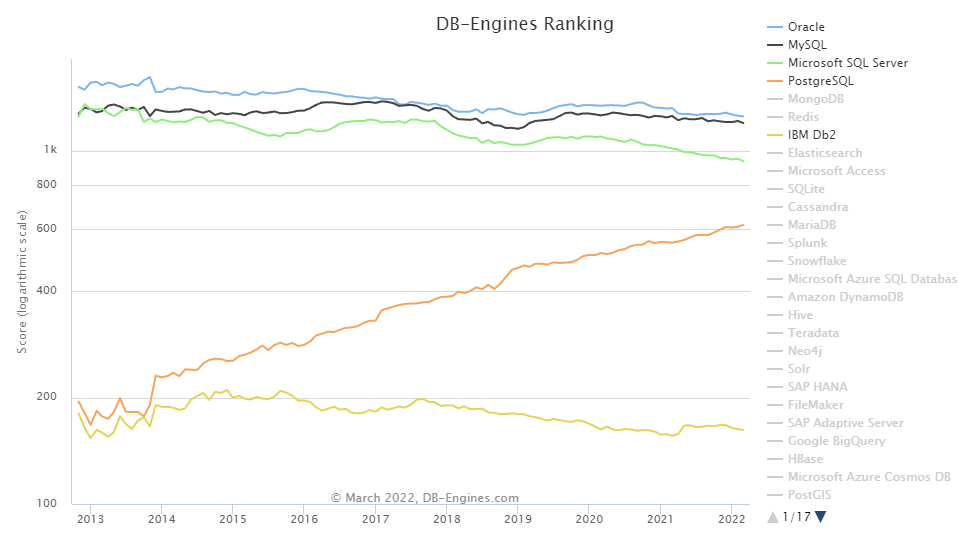 DB-Engines Ranking
Oracle
MySQL
Microsoft SQL Server
PostgreSQL
MongoDB
Redis
IBM Db2
Elasticsearch
Microsoft Access
SQLite
Cassandra
MariaDB
Splunk
Snowflake
Microsoft Azure SQL Databas
Amazon DynamoDB
Hive
Teradata
Neo4j
Solr
SAP HANA
FileMaker
SAP Adaptive Server
Google BigQuery
HBase
Microsoft Azure Cosmos DB
PostGIS
1/17
Score (logarithmic scale)
1k
800
600
400
200
100
© March 2022, DB-Engines.com
2013 2014 2015 2016 2017 2018 2019 2020 2021 2022